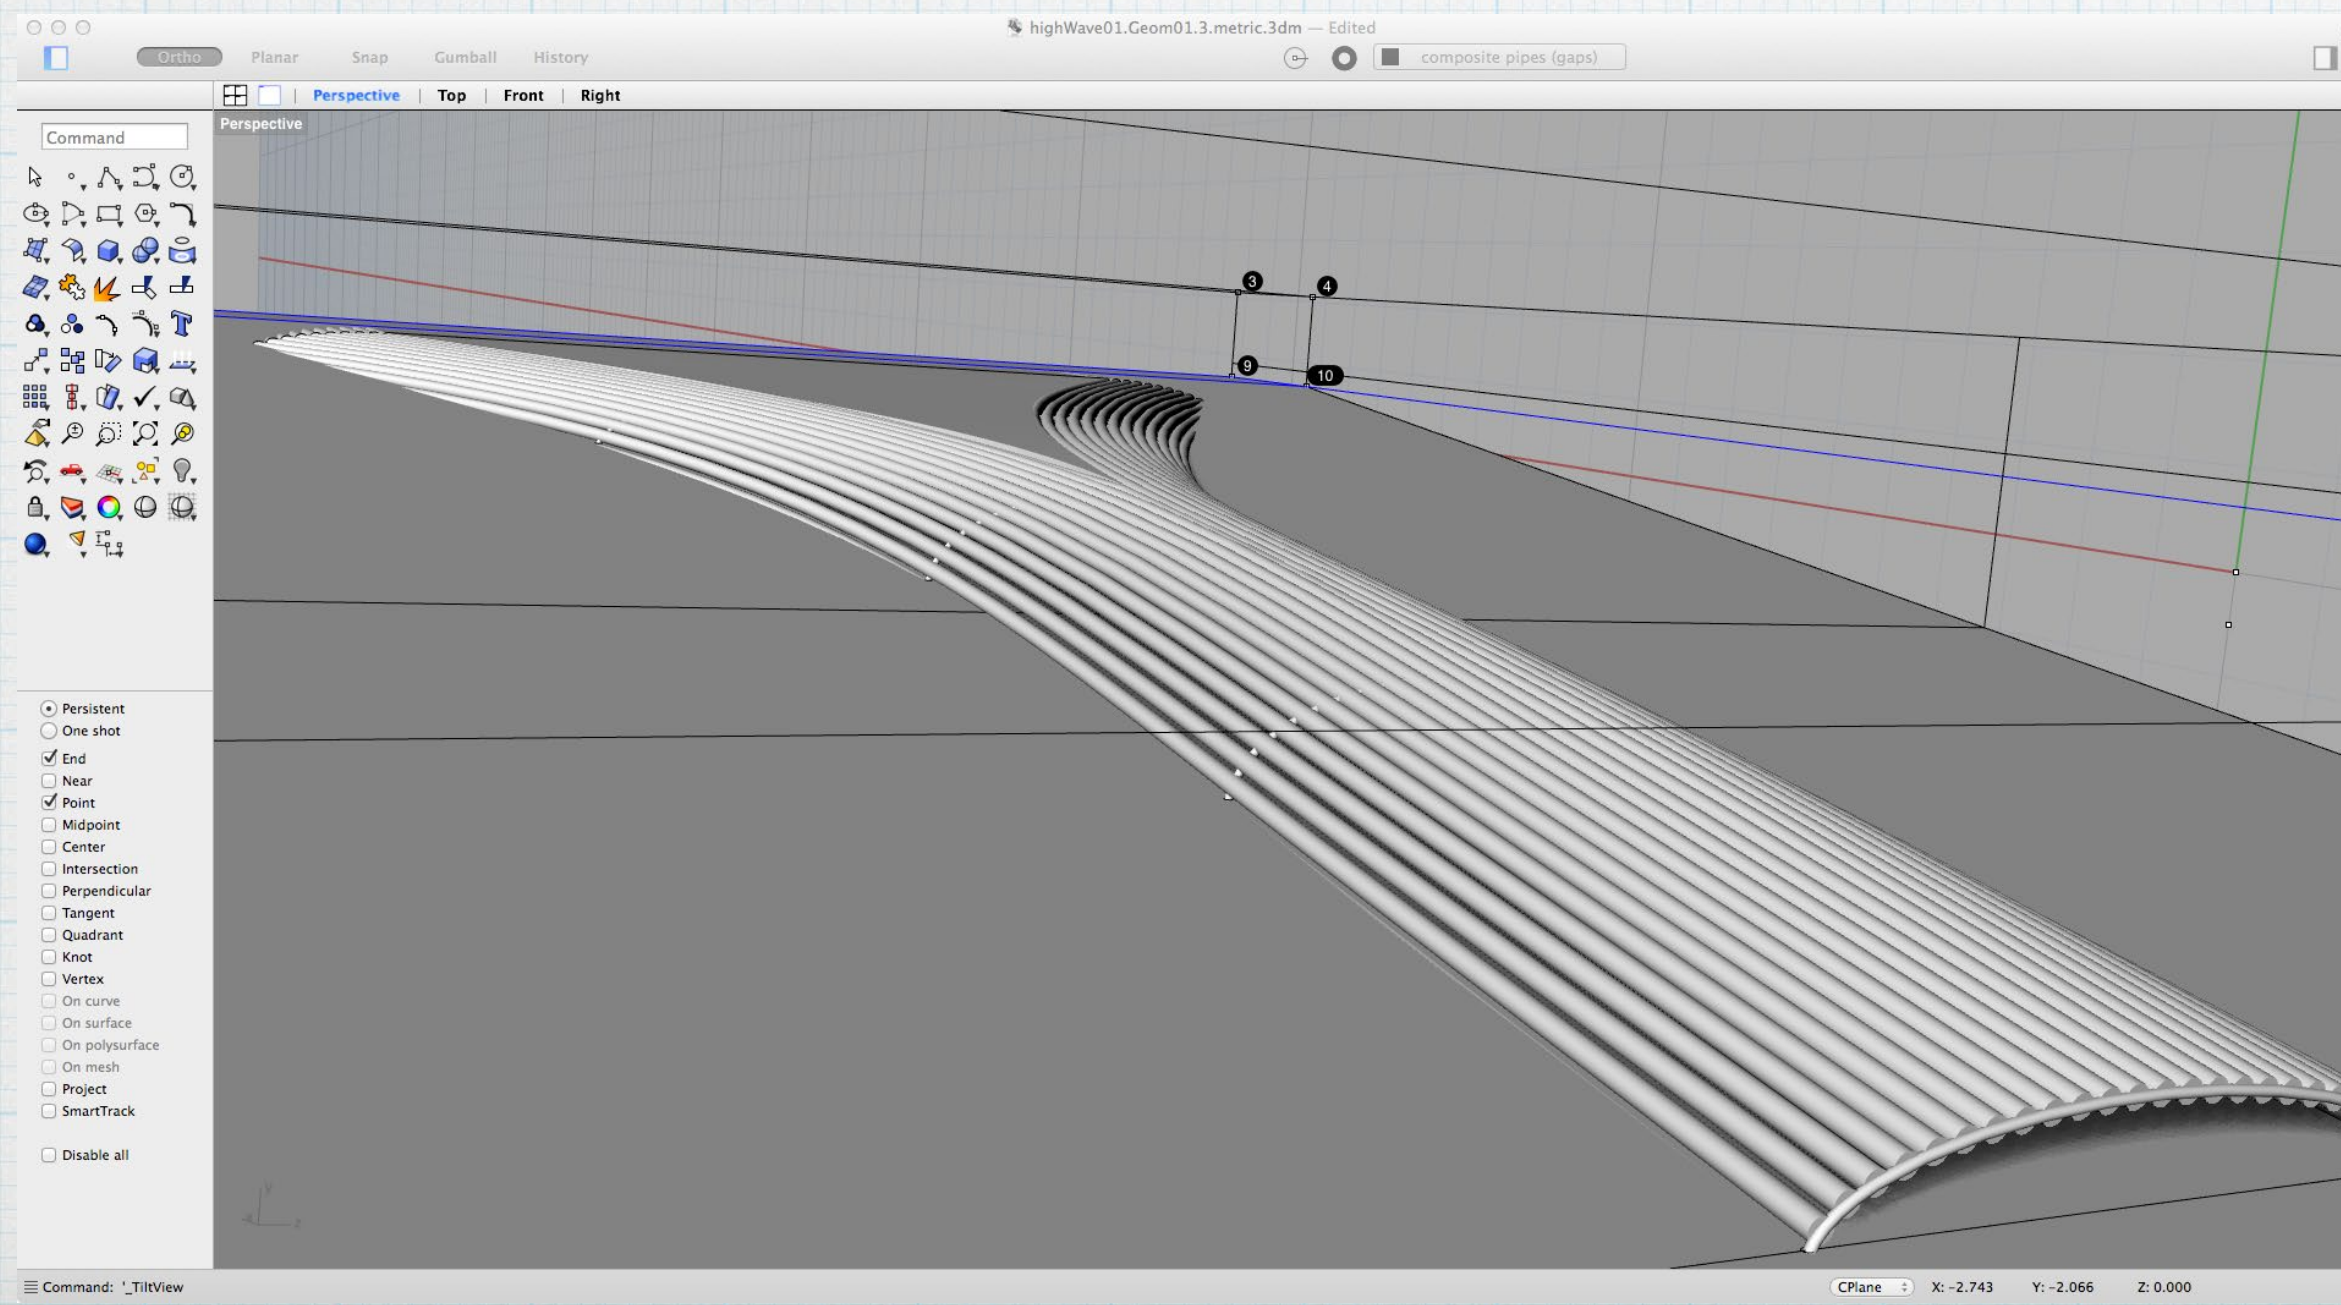 highWave01.Geom01.3.metric.3dm — Edited
Ortho Planar Snap Gumball History composite pipes (gaps)
Perspective | Top | Front | Right
Perspective
Command
3
4
9
10
Persistent
One shot
End
Near
Point
Midpoint
Center
Intersection
Perpendicular
Tangent
Quadrant
Knot
Vertex
On curve
On surface
On polysurface
On mesh
Project
SmartTrack
Disable all
y
z
Command: '_TiltView
CPlane X: -2.743 Y: -2.066 Z: 0.000